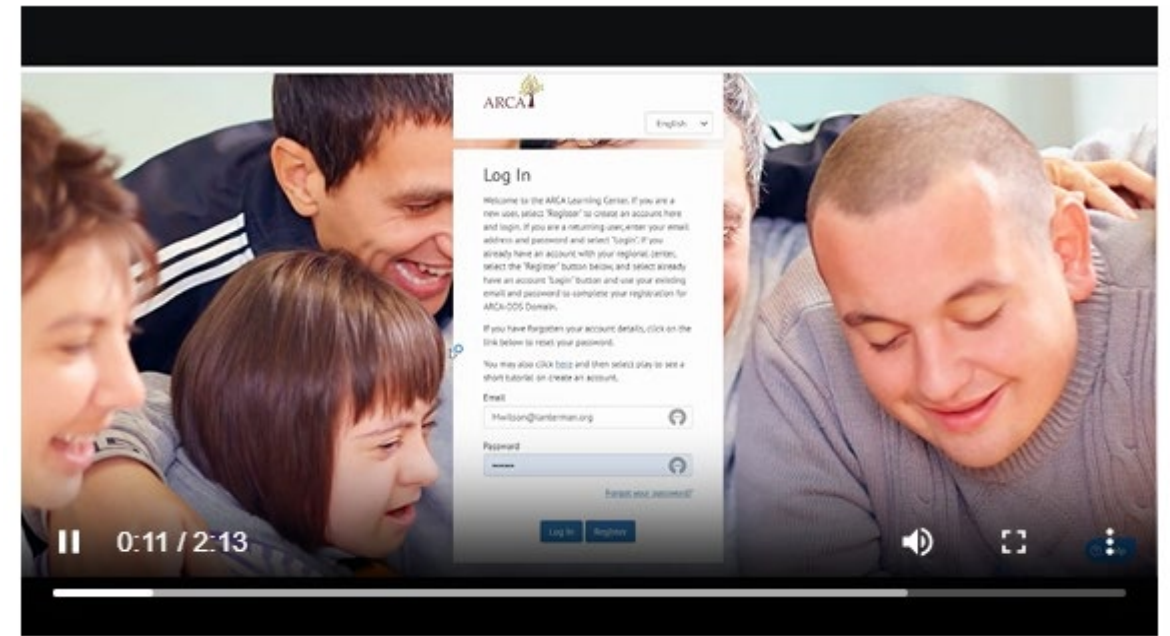 ARCA
English
Log In
Welcome to the ARCA Learning Center. If you are a
new user, select "Register" to create an account here
and login. If you are a returning user, enter your email
address and password and select "Login". If you
already have an account with your regional center,
select the "Register" button below, and select already
have an account "Login" button and use your existing
email and password to complete your registration for
ARCA-DDS Domain.
If you have forgotten your account details, click on the
link below to reset your password.
You may also click here and then select play to see a
short tutorial on create an account.
Email
Mwilson@lanterman.org
Password
Forgot your password?
Log In Register
0:11 / 2:13